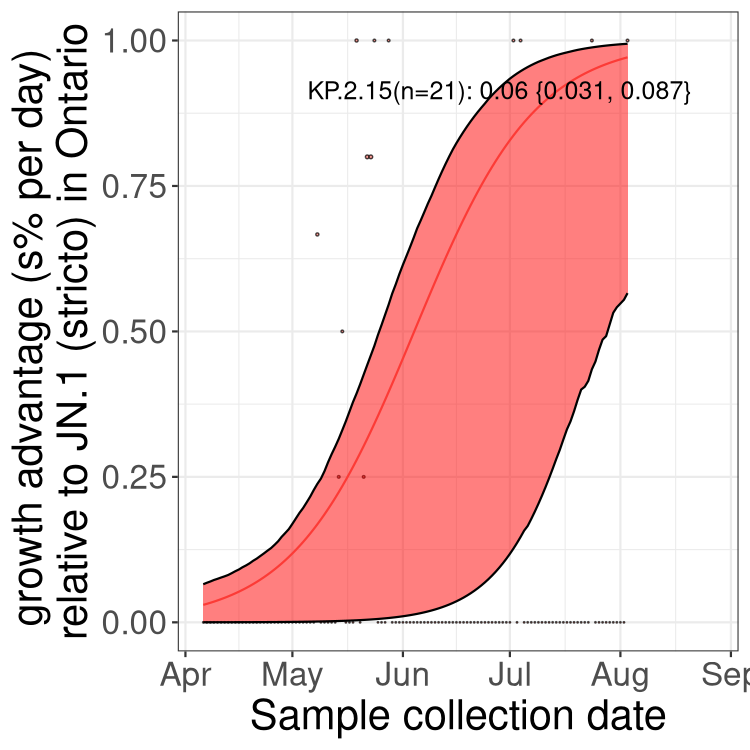 growth advantage (s% per day)
relative to JN.1 (stricto) in Ontario
1.00
0.75
0.50
0.25
0.00
KP.2.15(n=21): 0.06 {0.031, 0.087}
Apr May Jun Jul Aug Sep
Sample collection date